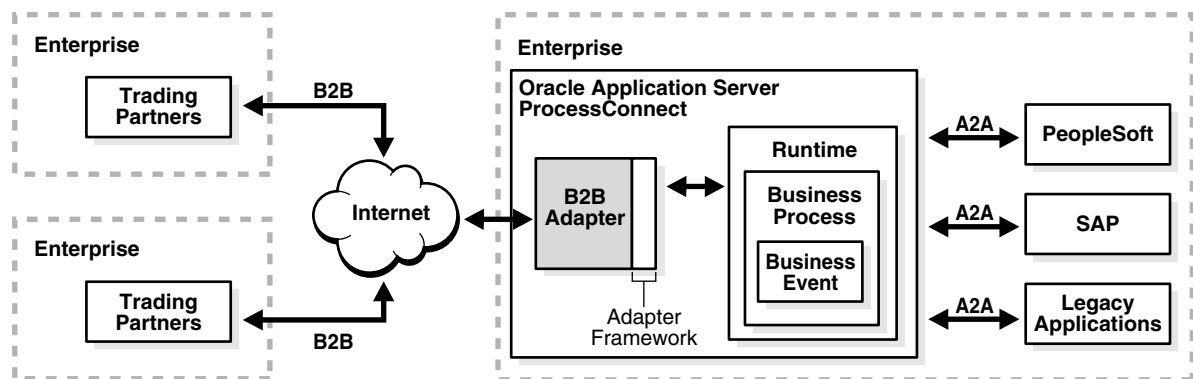 Enterprise
Trading
Partners
B2B
Enterprise
Trading
Partners
B2B
Internet
Enterprise
Oracle Application Server
ProcessConnect
B2B
Adapter
Adapter
Framework
Runtime
Business
Process
Business
Event
A2A
PeopleSoft
A2A
SAP
A2A
Legacy
Applications